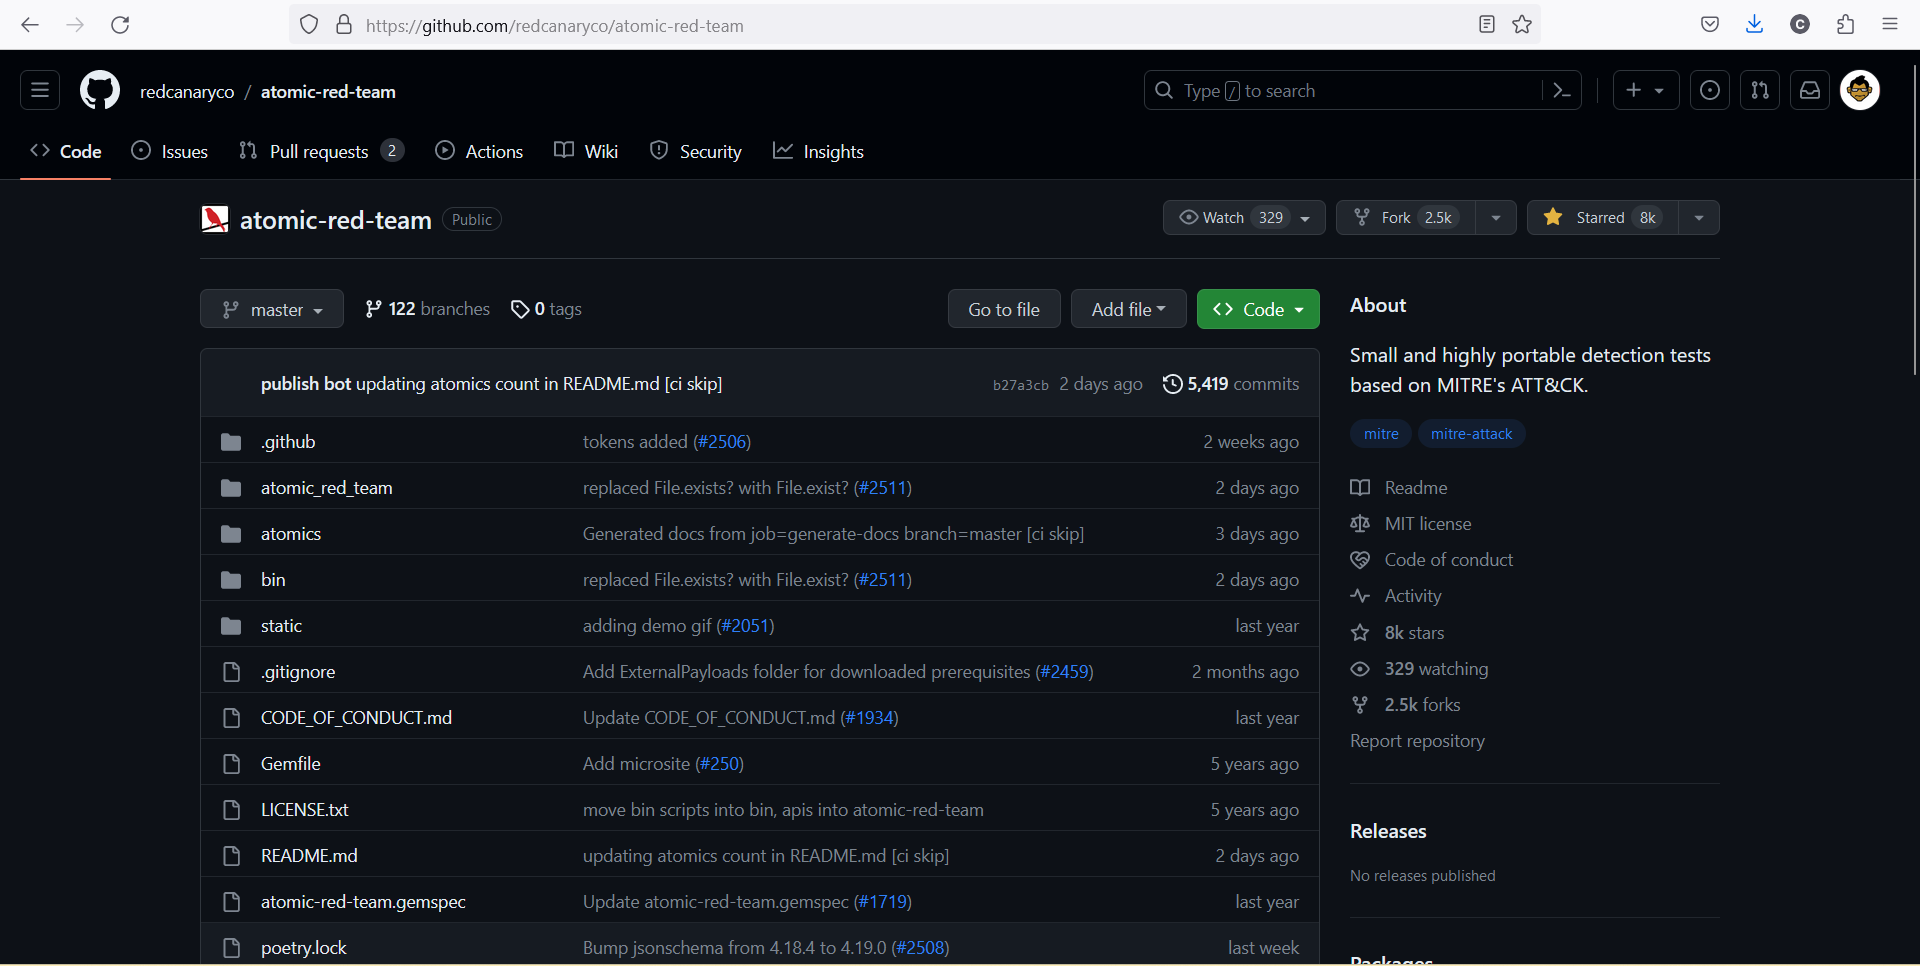 https://github.com/redcanaryco/atomic-red-team
C
redcanaryco / atomic-red-team
Type / to search
Code
Issues
Pull requests 2
Actions
Wiki
Security
Insights
atomic-red-team Public
Watch 329
Fork 2.5k
Starred 8k
master
122 branches
0 tags
Go to file
Add file
Code
publish bot updating atomics count in README.md [ci skip] b27a3cb 2 days ago 5,419 commits
.github tokens added (#2506) 2 weeks ago
atomic_red_team replaced File.exists? with File.exist? (#2511) 2 days ago
atomics Generated docs from job=generate-docs branch=master [ci skip] 3 days ago
bin replaced File.exists? with File.exist? (#2511) 2 days ago
static adding demo gif (#2051) last year
.gitignore Add ExternalPayloads folder for downloaded prerequisites (#2459) 2 months ago
CODE_OF_CONDUCT.md Update CODE_OF_CONDUCT.md (#1934) last year
Gemfile Add microsite (#250) 5 years ago
LICENSE.txt move bin scripts into bin, apis into atomic-red-team 5 years ago
README.md updating atomics count in README.md [ci skip] 2 days ago
atomic-red-team.gemspec Update atomic-red-team.gemspec (#1719) last year
poetry.lock Bump jsonschema from 4.18.4 to 4.19.0 (#2508) last week
About
Small and highly portable detection tests
based on MITRE's ATT&CK.
mitre mitre-attack
Readme
MIT license
Code of conduct
Activity
8k stars
329 watching
2.5k forks
Report repository
Releases
No releases published
Packages